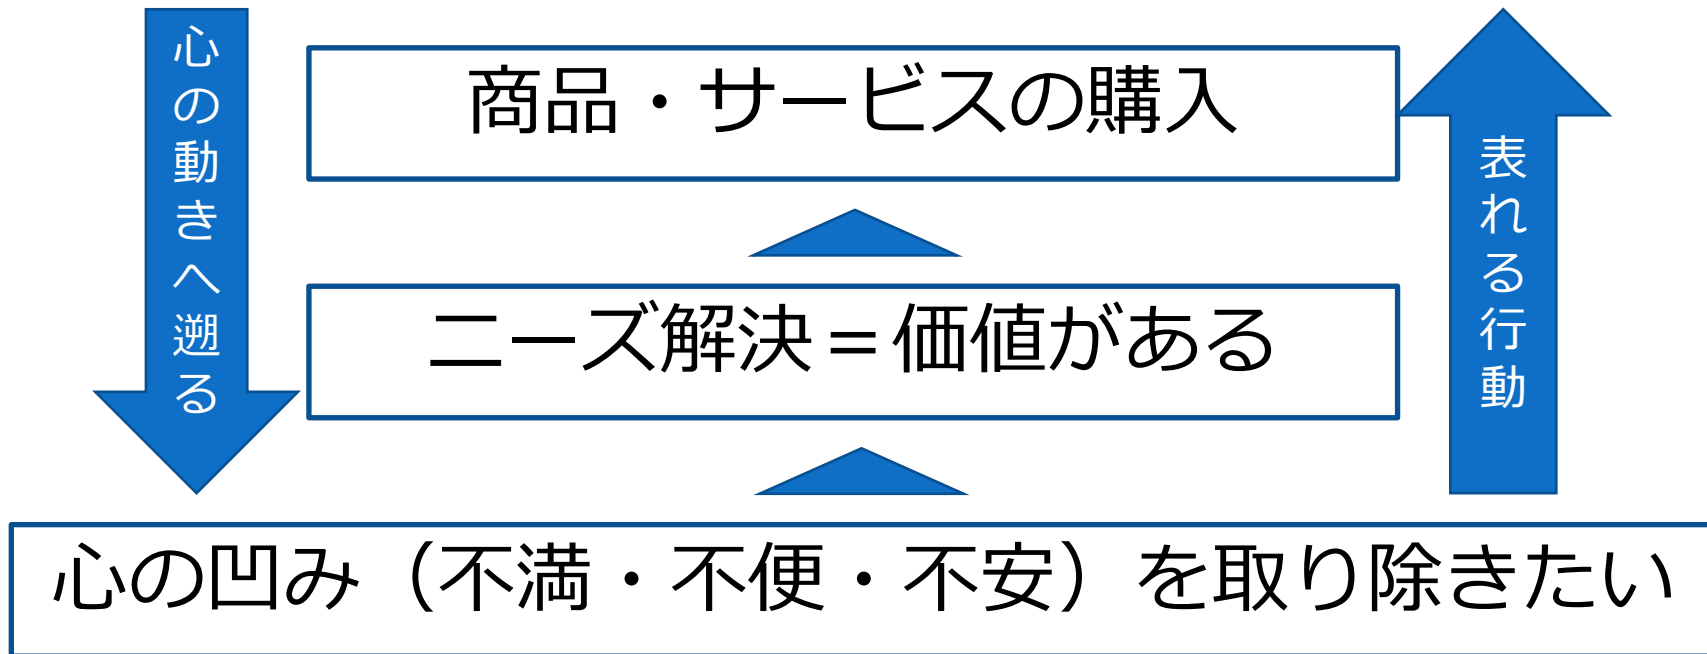 心の動きへ遡る
商品・サービスの購入
表れる行動
ニーズ解決＝価値がある
心の凹み（不満・不便・不安）を取り除きたい